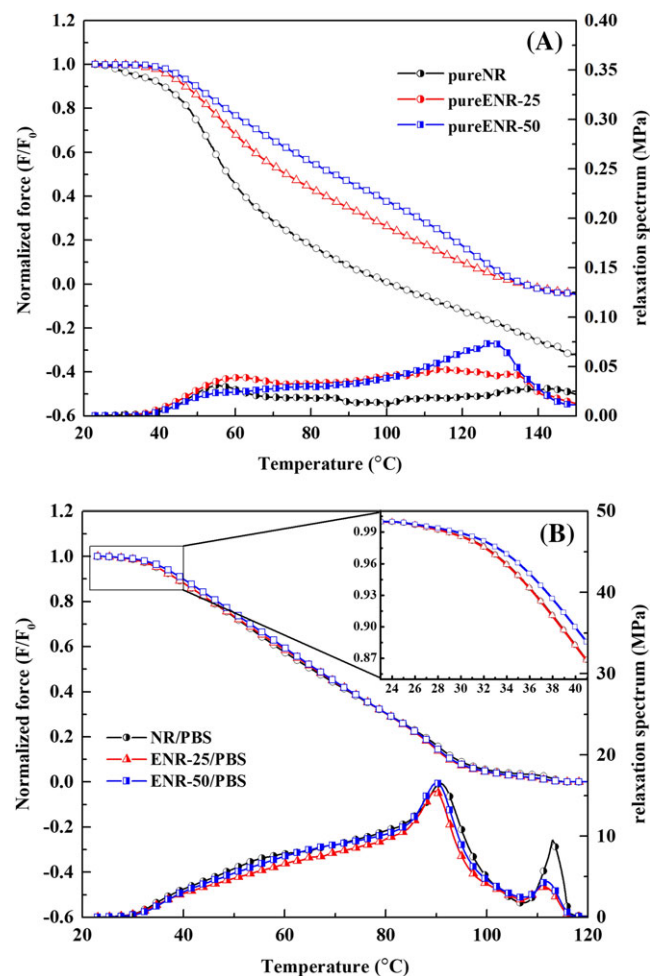 (A)
pureNR
pureENR-25
pureENR-50
Normalized force (F/F₀)
1.2
1.0
0.8
0.6
0.4
0.2
0.0
-0.2
-0.4
-0.6
relaxation spectrum (MPa)
0.40
0.35
0.30
0.25
0.20
0.15
0.10
0.05
0.00
23 40 60 80 100 120 140
Temperature (°C)
(B)
0.99
0.96
0.93
0.90
0.87
24 26 28 30 32 34 36 38 40
NR/PBS
ENR-25/PBS
ENR-50/PBS
Normalized force (F/F₀)
1.2
1.0
0.8
0.6
0.4
0.2
0.0
-0.2
-0.4
-0.6
relaxation spectrum (MPa)
50
40
30
20
10
0
23 40 60 80 100 120
Temperature (°C)